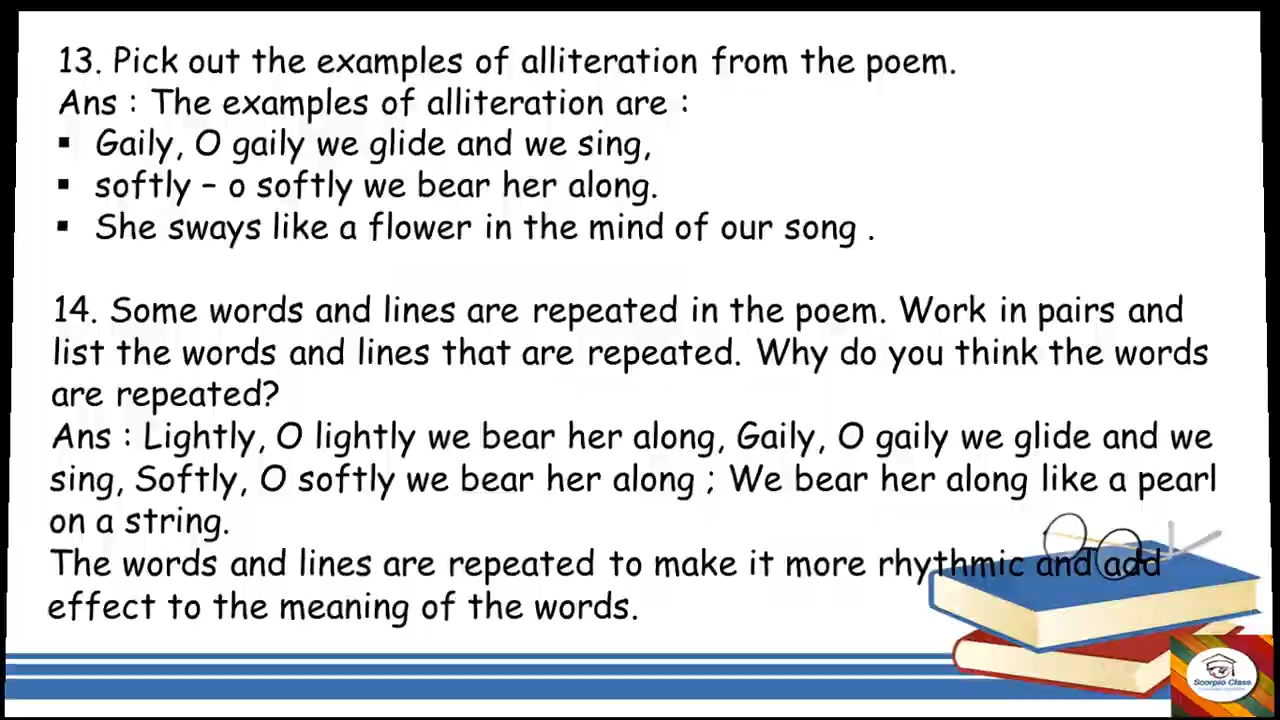 13. Pick out the examples of alliteration from the poem.
Ans : The examples of alliteration are :
▪ Gaily, O gaily we glide and we sing,
▪ softly – o softly we bear her along.
▪ She sways like a flower in the mind of our song .
14. Some words and lines are repeated in the poem. Work in pairs and
list the words and lines that are repeated. Why do you think the words
are repeated?
Ans : Lightly, O lightly we bear her along, Gaily, O gaily we glide and we
sing, Softly, O softly we bear her along ; We bear her along like a pearl
on a string.
The words and lines are repeated to make it more rhythmic and add
effect to the meaning of the words.
Scorpio Class